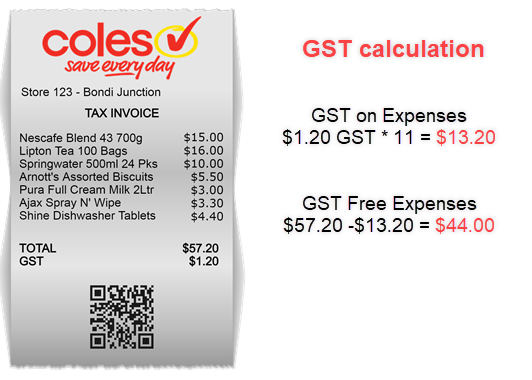 coles
save every day
Store 123 - Bondi Junction
TAX INVOICE
Nescafe Blend 43 700g $15.00
Lipton Tea 100 Bags $16.00
Springwater 500ml 24 Pks $10.00
Arnott's Assorted Biscuits $5.50
Pura Full Cream Milk 2Ltr $3.00
Ajax Spray N' Wipe $3.30
Shine Dishwasher Tablets $4.40
TOTAL $57.20
GST $1.20
GST calculation
GST on Expenses
$1.20 GST * 11 = $13.20
GST Free Expenses
$57.20 -$13.20 = $44.00